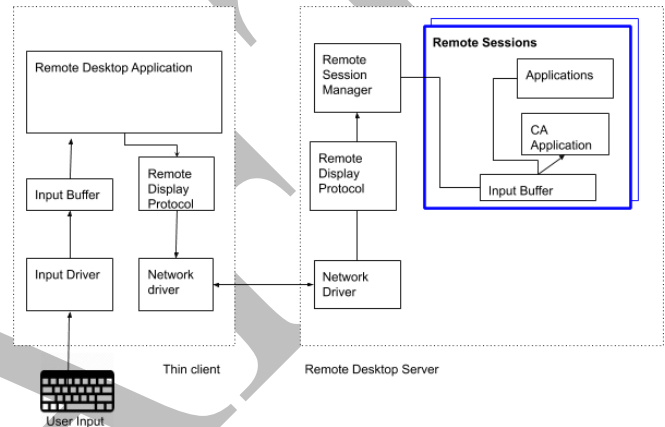 Remote Desktop Application
Input Buffer
Input Driver
Remote
Display
Protocol
Network
driver
Thin client
User Input
Remote
Session
Manager
Remote
Display
Protocol
Network
Driver
Remote Desktop Server
Remote Sessions
Applications
CA
Application
Input Buffer